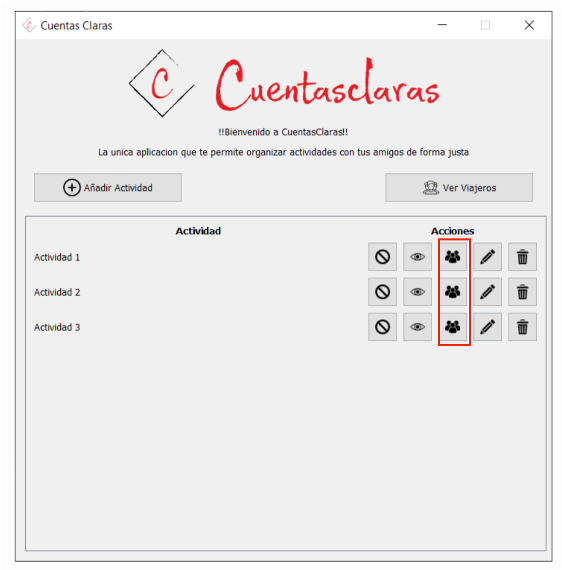 Cuentas Claras
C
Cuentasclaras
!!Bienvenido a CuentasClaras!!
La unica aplicacion que te permite organizar actividades con tus amigos de forma justa
Añadir Actividad
Ver Viajeros
Actividad Acciones
Actividad 1
Actividad 2
Actividad 3